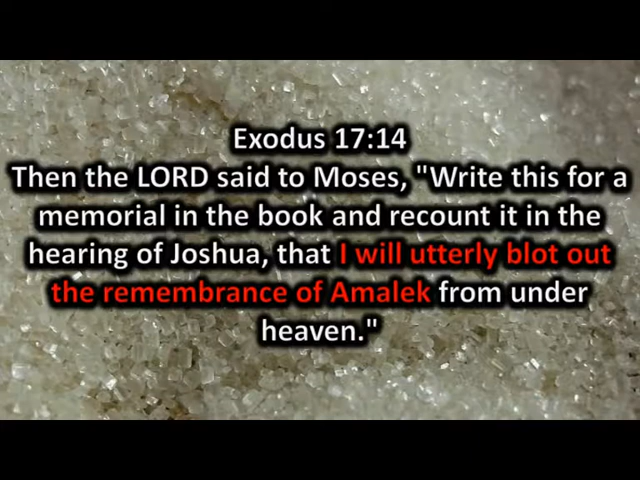 Exodus 17:14
Then the LORD said to Moses, "Write this for a
memorial in the book and recount it in the
hearing of Joshua, that I will utterly blot out
the remembrance of Amalek from under
heaven."